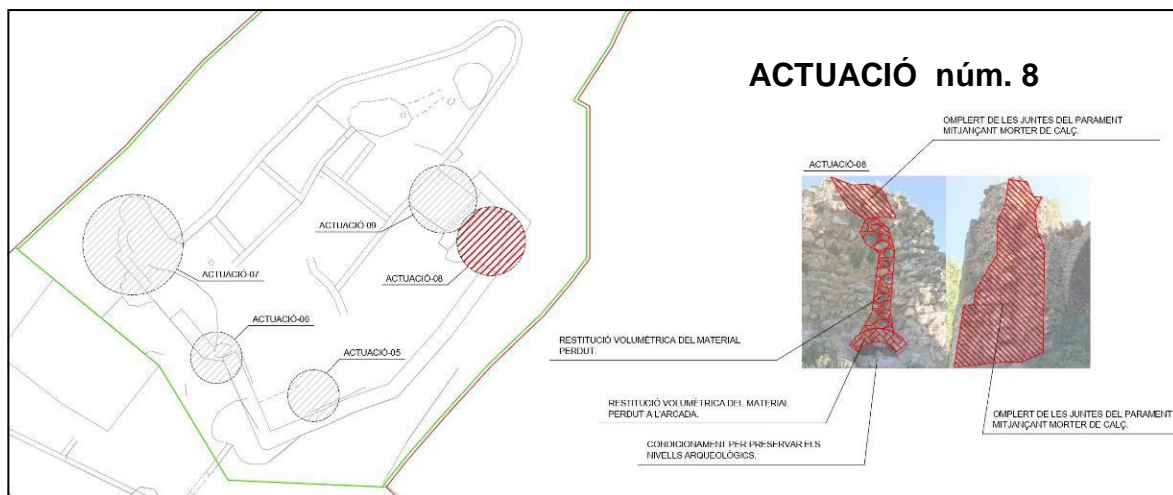 ACTUACIÓ núm. 8
ACTUACIÓ-09
ACTUACIÓ-08
ACTUACIÓ-07
ACTUACIÓ-06
ACTUACIÓ-05
OMPLERT DE LES JUNTES DEL PARAMENT
MITJANÇANT MORTER DE CALÇ.
ACTUACIÓ-08
RESTITUCIÓ VOLUMÈTRICA DEL MATERIAL
PERDUT.
RESTITUCIÓ VOLUMÈTRICA DEL MATERIAL
PERDUT A L'ARCADA.
CONDICIONAMENT PER PRESERVAR ELS
NIVELLS ARQUEOLÒGICS.
OMPLERT DE LES JUNTES DEL PARAMENT
MITJANÇANT MORTER DE CALÇ.